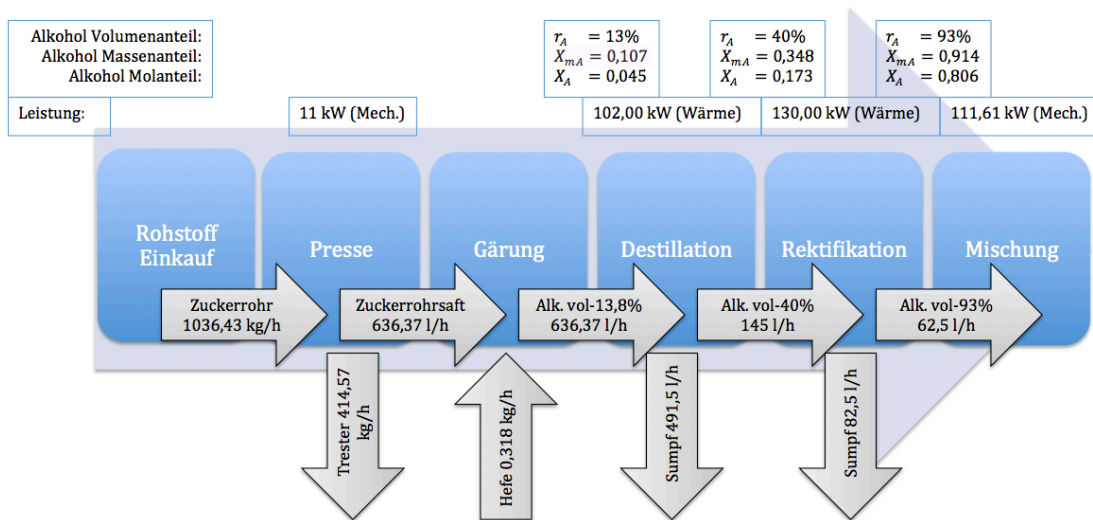 Alkohol Volumenanteil:
Alkohol Massenanteil:
Alkohol Molanteil:
r_A = 13%
X_mA = 0,107
X_A = 0,045
r_A = 40%
X_mA = 0,348
X_A = 0,173
r_A = 93%
X_mA = 0,914
X_A = 0,806
Leistung:
11 kW (Mech.)
102,00 kW (Wärme)
130,00 kW (Wärme)
111,61 kW (Mech.)
Rohstoff
Einkauf
Presse
Gärung
Destillation
Rektifikation
Mischung
Zuckerrohr
1036,43 kg/h
Zuckerrohrsaft
636,37 l/h
Alk. vol-13,8%
636,37 l/h
Alk. vol-40%
145 l/h
Alk. vol-93%
62,5 l/h
Trester 414,57
kg/h
Hefe 0,318 kg/h
Sumpf 491,5 l/h
Sumpf 82,5 l/h